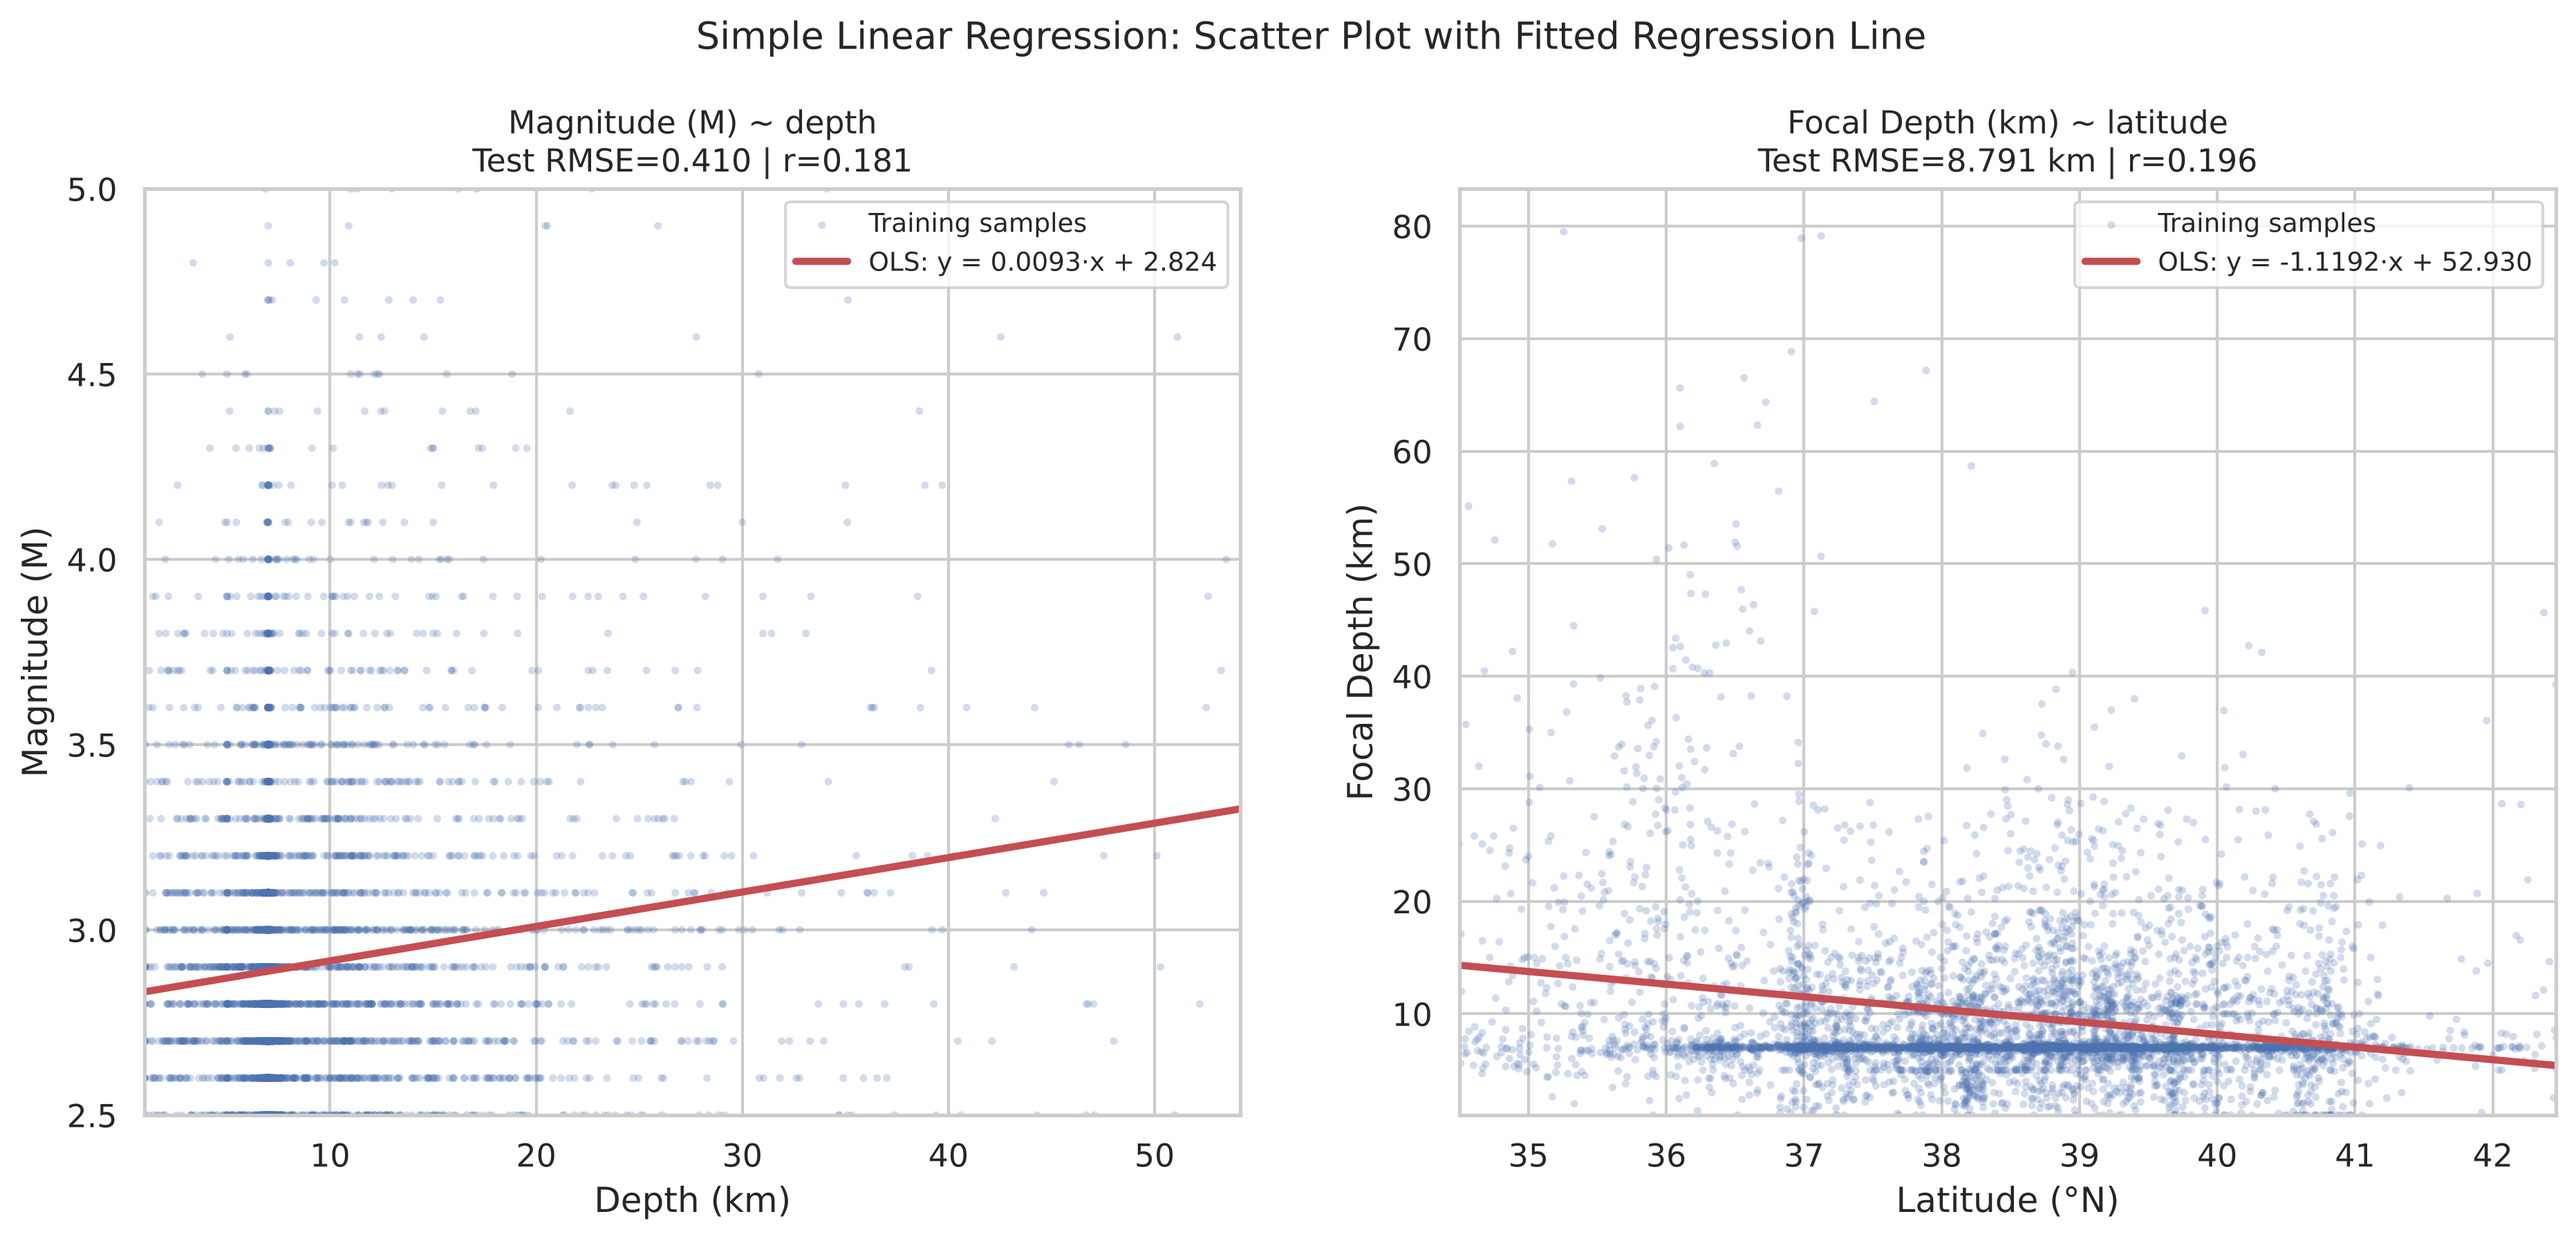 Simple Linear Regression: Scatter Plot with Fitted Regression Line
Magnitude (M) ~ depth
Test RMSE=0.410 | r=0.181
Training samples
OLS: y = 0.0093·x + 2.824
Magnitude (M)
5.0
4.5
4.0
3.5
3.0
2.5
10 20 30 40 50
Depth (km)
Focal Depth (km) ~ latitude
Test RMSE=8.791 km | r=0.196
Training samples
OLS: y = -1.1192·x + 52.930
Focal Depth (km)
80
70
60
50
40
30
20
10
35 36 37 38 39 40 41 42
Latitude (°N)